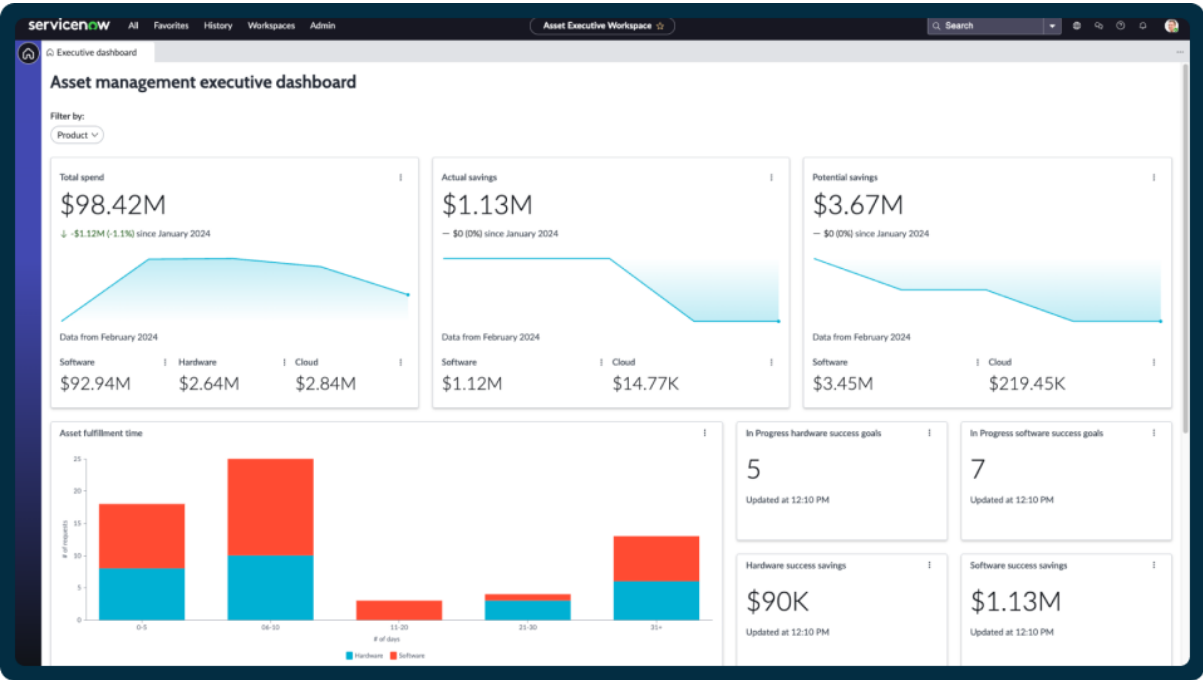 servicenow All Favorites History Workspaces Admin Asset Executive Workspace Search
Executive dashboard
Asset management executive dashboard
Filter by:
Product
Total spend
$98.42M
-$1.12M (-1.1%) since January 2024
Data from February 2024
Software Hardware Cloud
$92.94M $2.64M $2.84M
Actual savings
$1.13M
— $0 (0%) since January 2024
Data from February 2024
Software Cloud
$1.12M $14.77K
Potential savings
$3.67M
— $0 (0%) since January 2024
Data from February 2024
Software Cloud
$3.45M $219.45K
Asset fulfillment time
25
20
15
10
5
0
# of requests
0-5 06-10 11-20 21-30 31+
# of days
Hardware Software
In Progress hardware success goals
5
Updated at 12:10 PM
In Progress software success goals
7
Updated at 12:10 PM
Hardware success savings
$90K
Updated at 12:10 PM
Software success savings
$1.13M
Updated at 12:10 PM